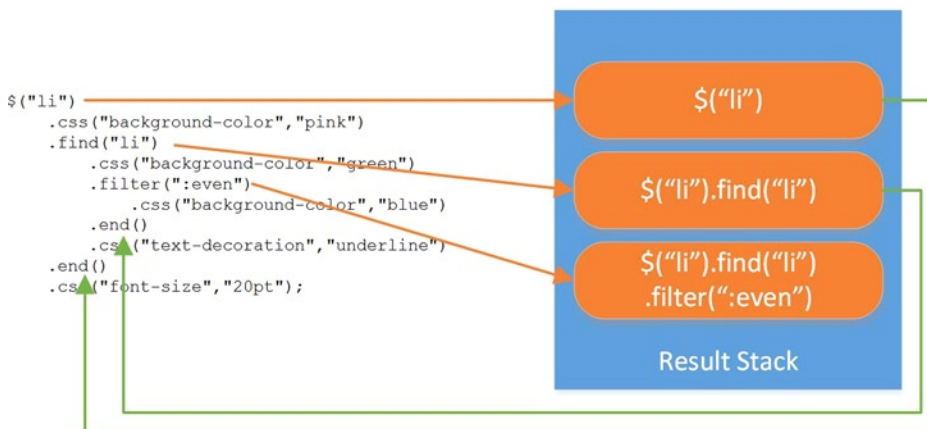 $("li")
.css("background-color","pink")
.find("li")
.css("background-color","green")
.filter(":even")
.css("background-color","blue")
.end()
.css("text-decoration","underline")
.end()
.css("font-size","20pt");
$(“li”)
$(“li”).find(“li”)
$(“li”).find(“li”)
.filter(“:even”)
Result Stack